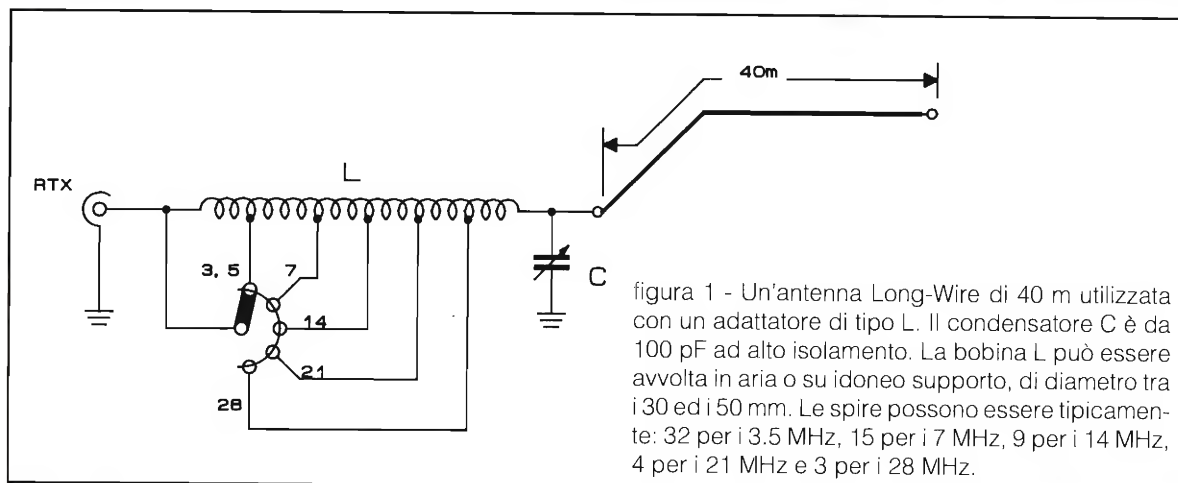 40m
L
RTX
3, 5
7
14
21
28
C
figura 1 - Un'antenna Long-Wire di 40 m utilizzata
con un adattatore di tipo L. Il condensatore C è da
100 pF ad alto isolamento. La bobina L può essere
avvolta in aria o su idoneo supporto, di diametro tra
i 30 ed i 50 mm. Le spire possono essere tipicamen-
te: 32 per i 3.5 MHz, 15 per i 7 MHz, 9 per i 14 MHz,
4 per i 21 MHz e 3 per i 28 MHz.